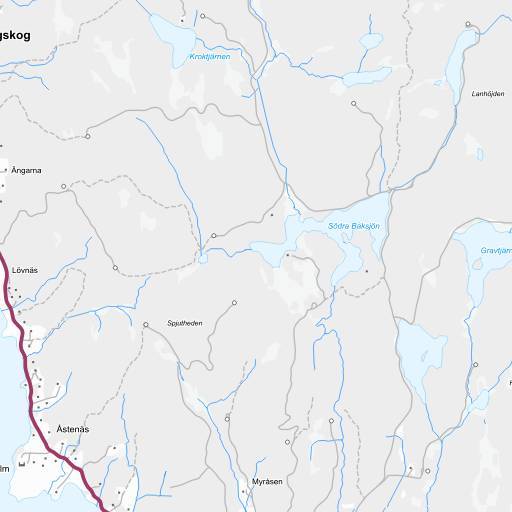 gskog
Kroktjärnen
Lanhöjden
Ängarna
Södra Baksjön
Gravtjärn
Lövnäs
Spjutheden
Åstenäs
lm
Myråsen